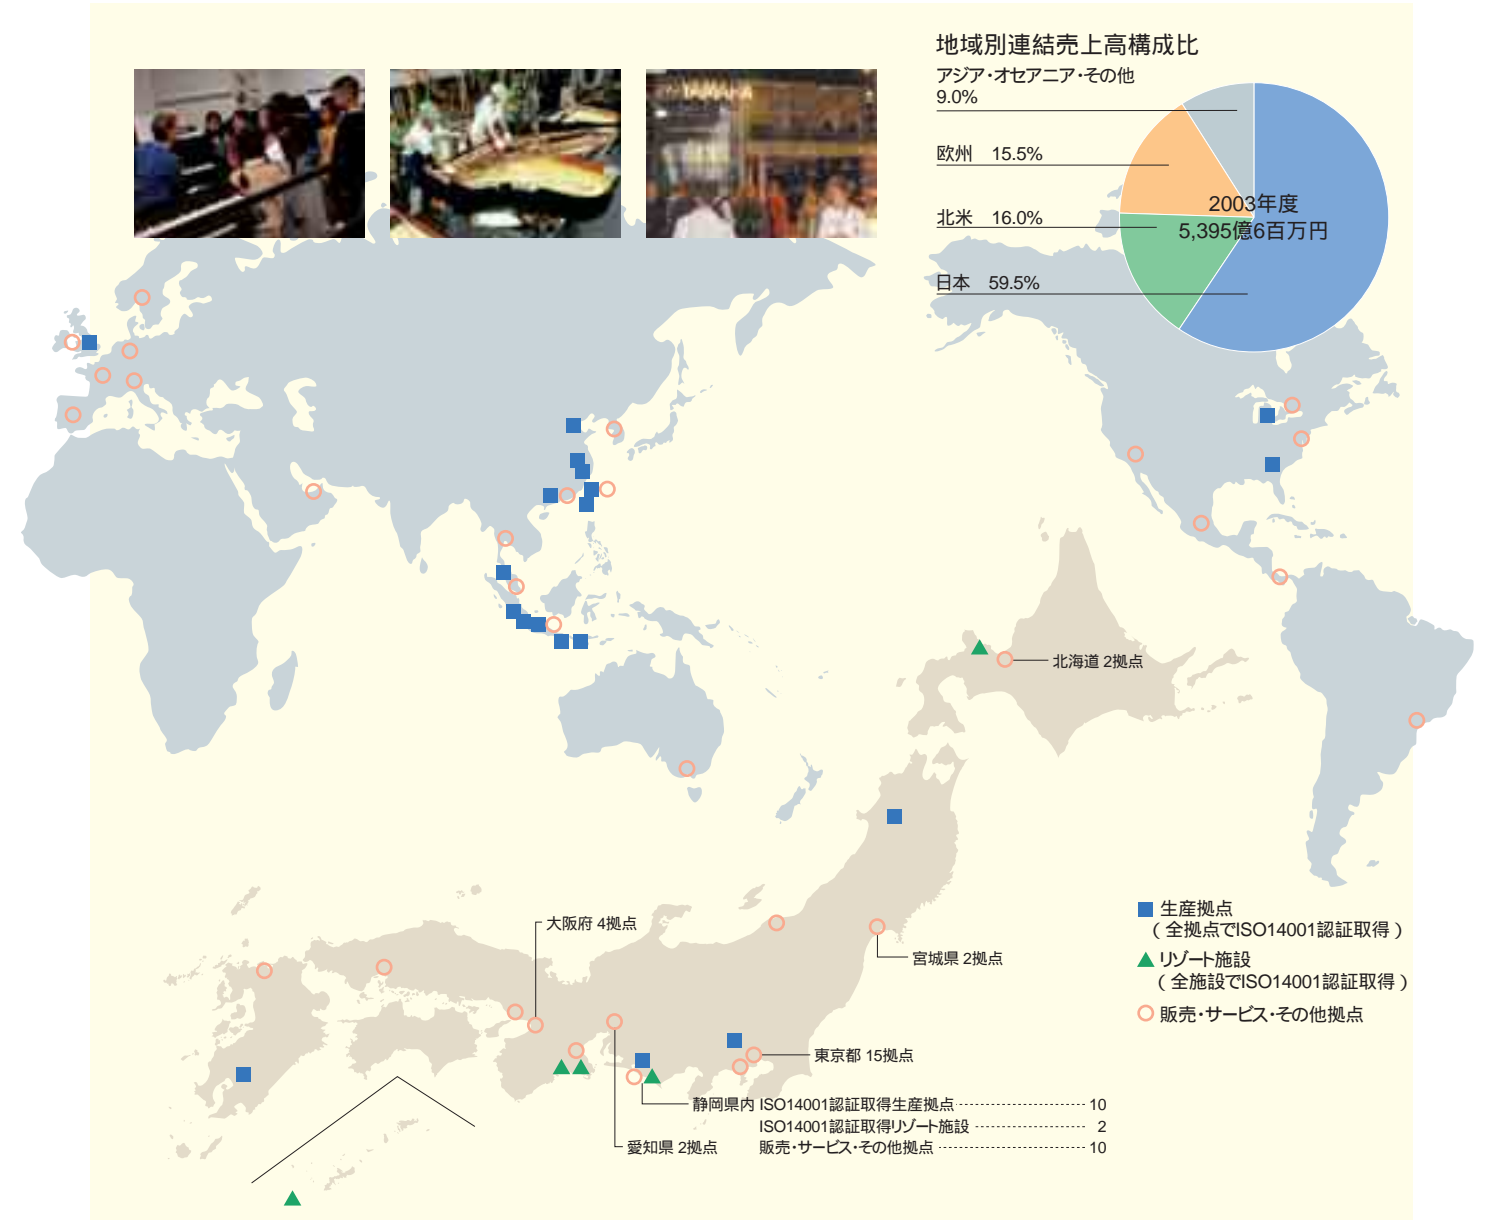 地域別連結売上高構成比
アジア・オセアニア・その他
9.0%
欧州 15.5%
北米 16.0%
日本 59.5%
2003年度
5,395億6百万円
YAMAHA
北海道 2拠点
大阪府 4拠点
宮城県 2拠点
生産拠点
（全拠点でISO14001認証取得）
リゾート施設
（全施設でISO14001認証取得）
販売・サービス・その他拠点
東京都 15拠点
静岡県内 ISO14001認証取得生産拠点 10
ISO14001認証取得リゾート施設 2
販売・サービス・その他拠点 10
愛知県 2拠点